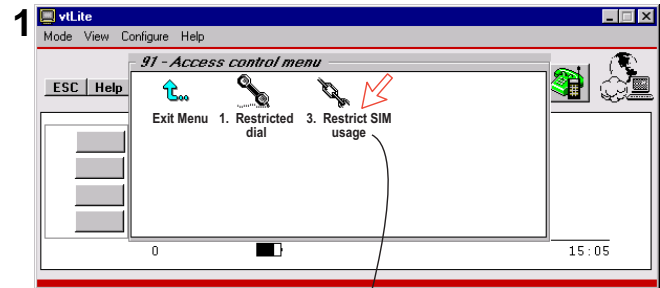 1
vtLite
Mode View Configure Help
91 - Access control menu
ESC Help
Exit Menu 1. Restricted dial 3. Restrict SIM usage
0 15:05